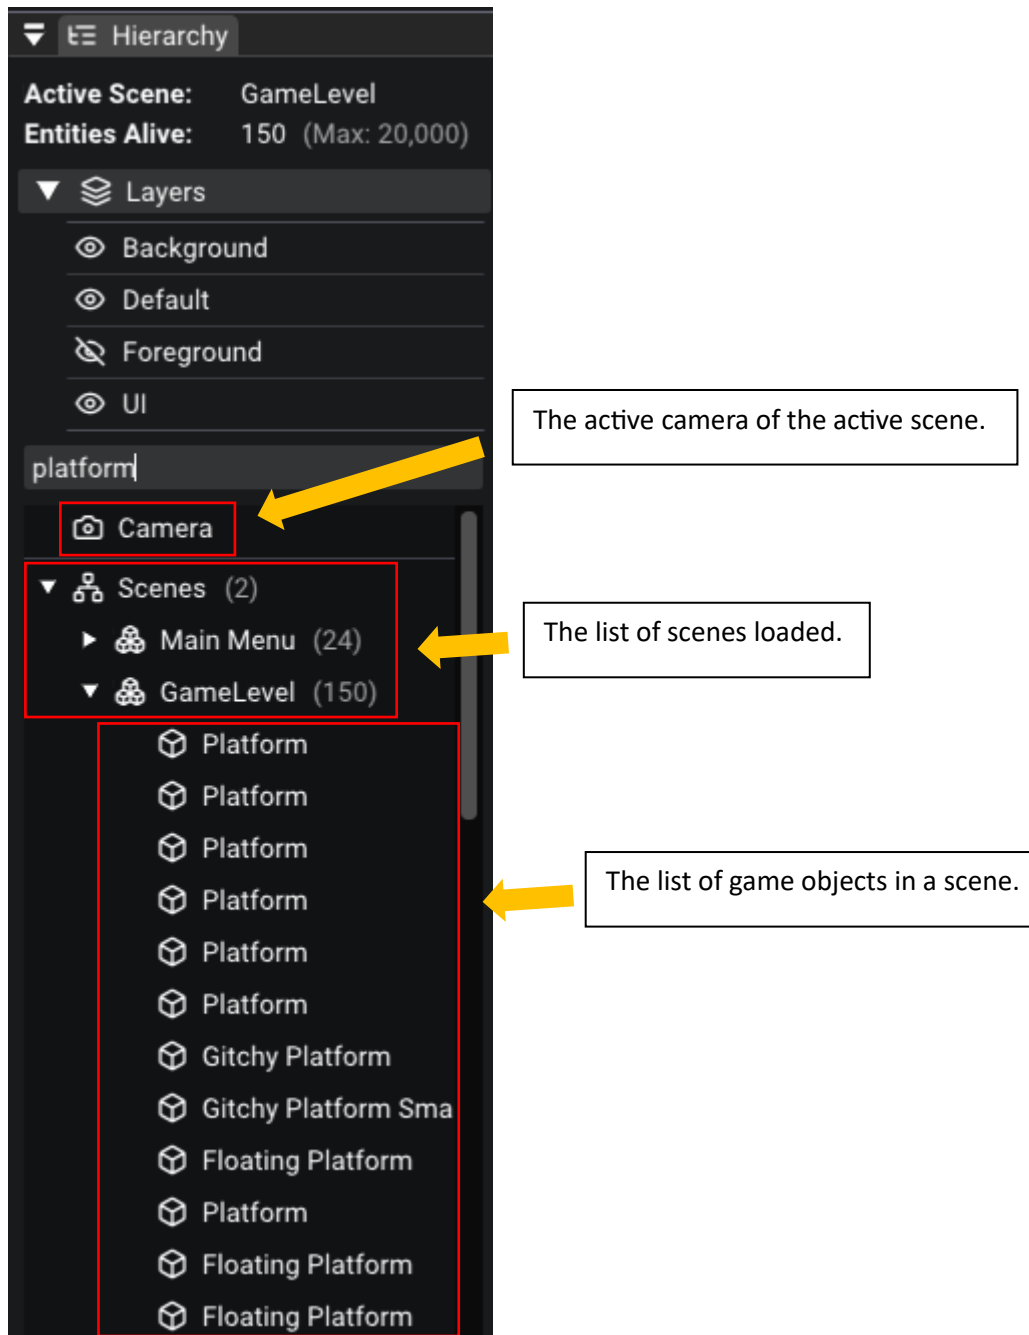 Hierarchy
Active Scene: GameLevel
Entities Alive: 150 (Max: 20,000)
Layers
Background
Default
Foreground
UI
The active camera of the active scene.
platform
Camera
Scenes (2)
The list of scenes loaded.
Main Menu (24)
GameLevel (150)
Platform
Platform
Platform
The list of game objects in a scene.
Platform
Platform
Platform
Gitchy Platform
Gitchy Platform Sma
Floating Platform
Platform
Floating Platform
Floating Platform